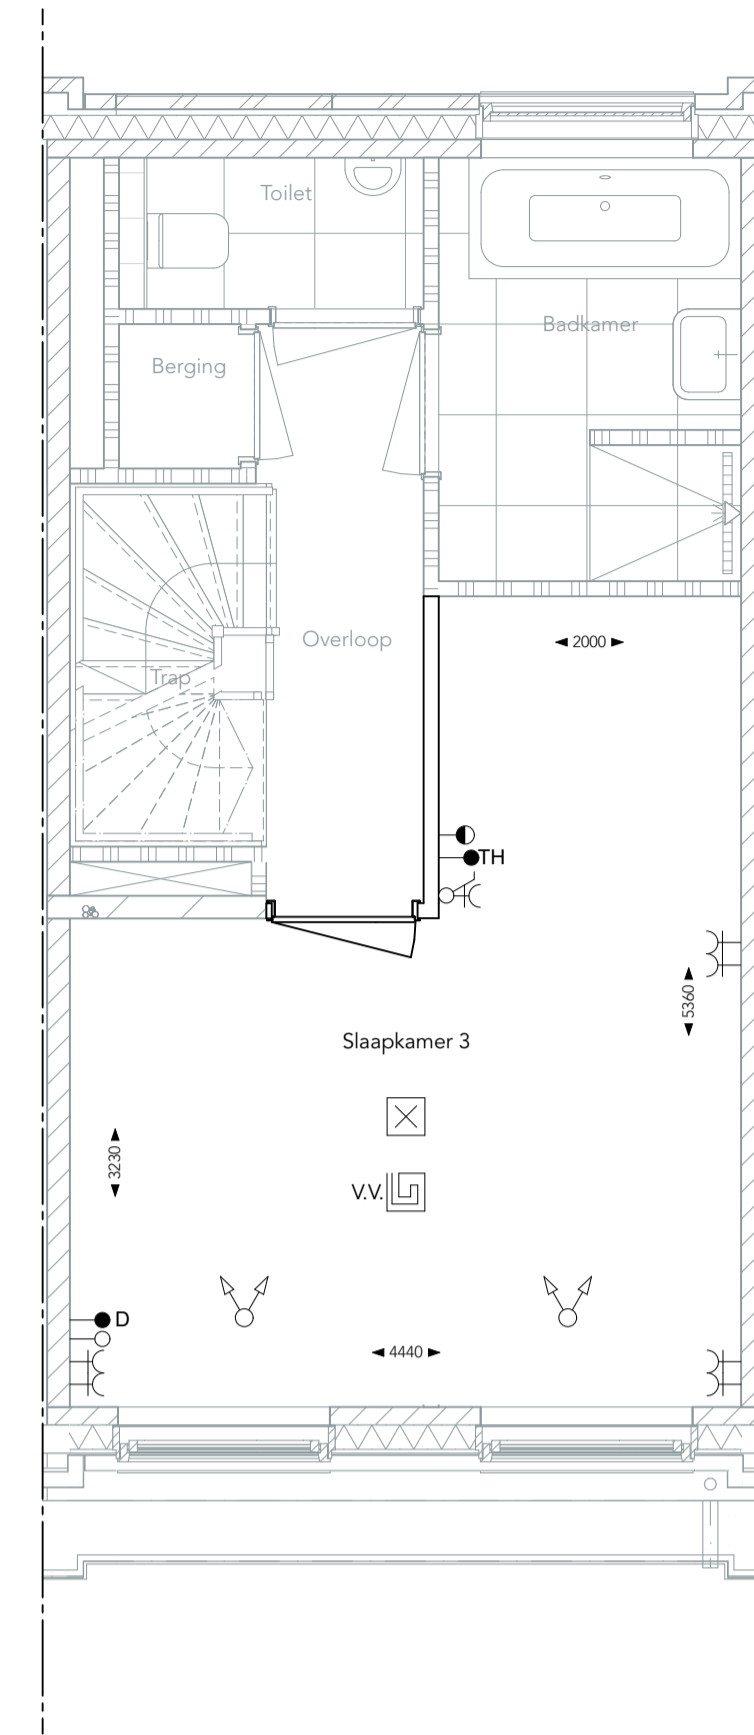 Toilet
Badkamer
Berging
Overloop
2000
Trap
TH
5360
Slaapkamer 3
3230
V.V.
D
4440